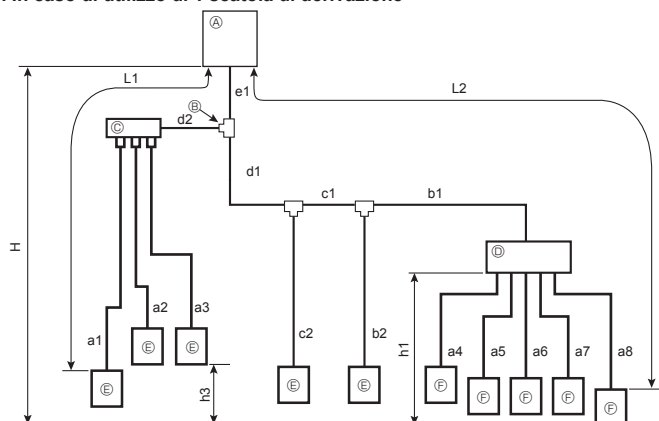 In caso di utilizzo di 1 scatola di derivazione
Ⓐ
L1
L2
e1
Ⓑ
Ⓒ
d2
d1
c1
b1
H
Ⓓ
a1
a2
a3
c2
b2
h1
a4
a5
a6
a7
a8
Ⓔ
Ⓔ
Ⓔ
h3
Ⓔ
Ⓔ
Ⓕ
Ⓕ
Ⓕ
Ⓕ
Ⓕ